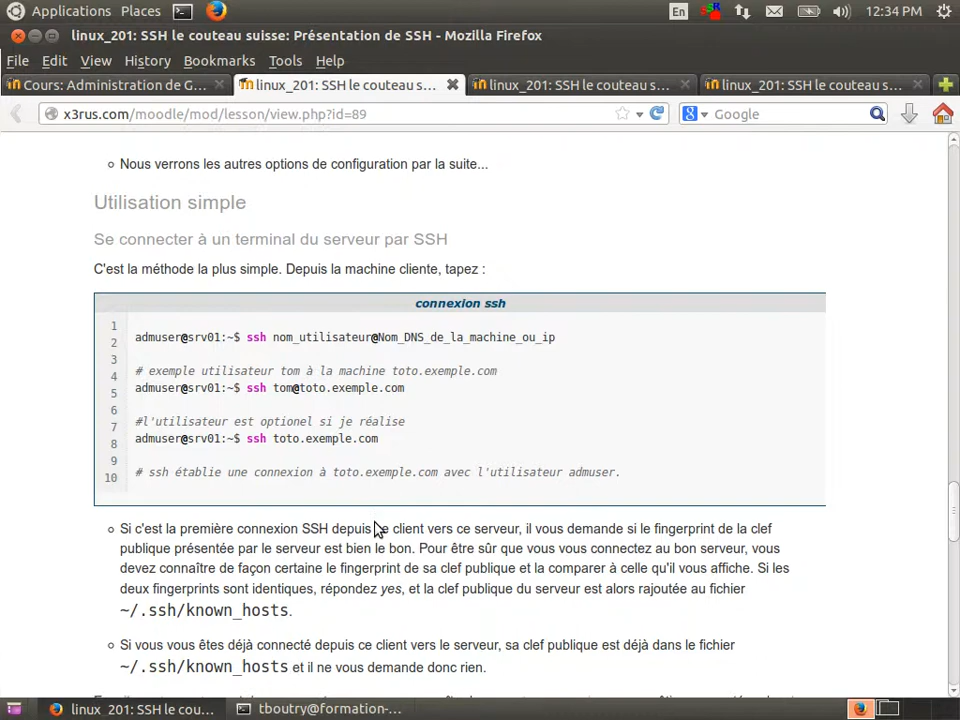 Applications Places En 12:34 PM
linux_201: SSH le couteau suisse: Présentation de SSH - Mozilla Firefox
File Edit View History Bookmarks Tools Help
Cours: Administration de G... linux_201: SSH le couteau s... linux_201: SSH le couteau s... linux_201: SSH le couteau s...
x3rus.com/moodle/mod/lesson/view.php?id=89 Google
Nous verrons les autres options de configuration par la suite...
Utilisation simple
Se connecter à un terminal du serveur par SSH
C'est la méthode la plus simple. Depuis la machine cliente, tapez :
connexion ssh
1
2 admuser@srv01:~$ ssh nom_utilisateur@Nom_DNS_de_la_machine_ou_ip
3
4 # exemple utilisateur tom à la machine toto.exemple.com
5 admuser@srv01:~$ ssh tom@toto.exemple.com
6
7 #l'utilisateur est optionel si je réalise
8 admuser@srv01:~$ ssh toto.exemple.com
9
10 # ssh établie une connexion à toto.exemple.com avec l'utilisateur admuser.
Si c'est la première connexion SSH depuis ce client vers ce serveur, il vous demande si le fingerprint de la clef
publique présentée par le serveur est bien le bon. Pour être sûr que vous vous connectez au bon serveur, vous
devez connaître de façon certaine le fingerprint de sa clef publique et la comparer à celle qu'il vous affiche. Si les
deux fingerprints sont identiques, répondez yes, et la clef publique du serveur est alors rajoutée au fichier
~/.ssh/known_hosts.
Si vous vous êtes déjà connecté depuis ce client vers le serveur, sa clef publique est déjà dans le fichier
~/.ssh/known_hosts et il ne vous demande donc rien.
linux_201: SSH le cou... tboutry@formation-...